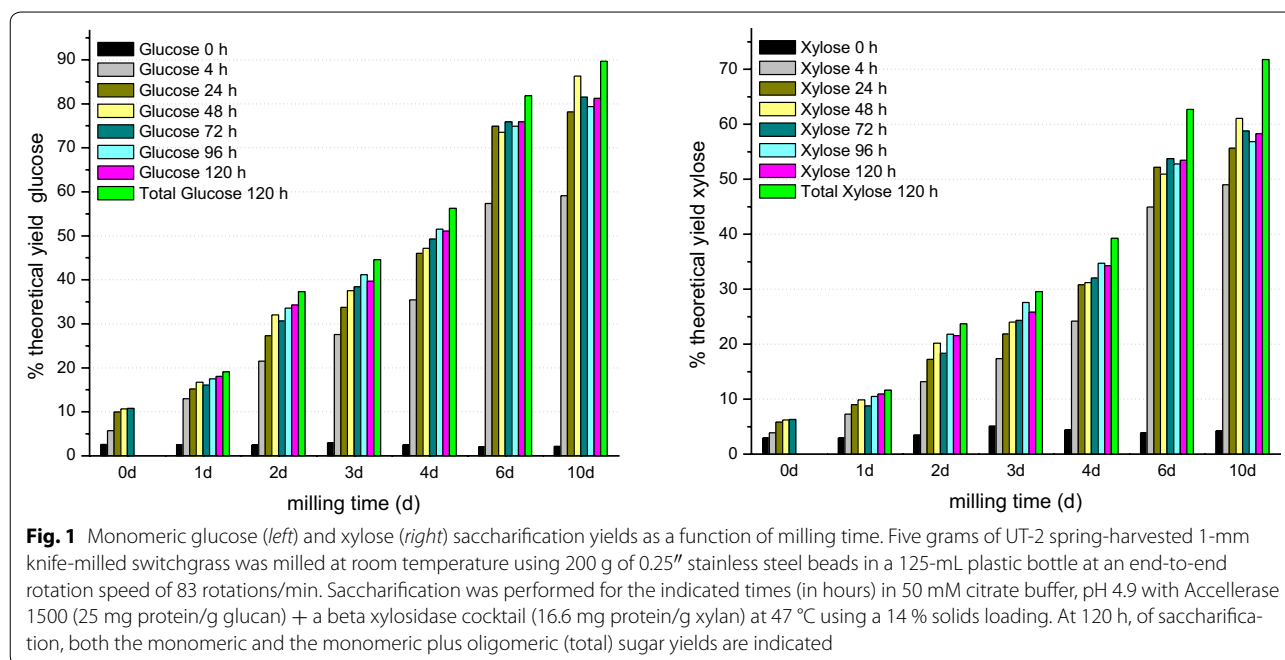 % theoretical yield glucose
90
80
70
60
50
40
30
20
10
0
Glucose 0 h
Glucose 4 h
Glucose 24 h
Glucose 48 h
Glucose 72 h
Glucose 96 h
Glucose 120 h
Total Glucose 120 h
0d 1d 2d 3d 4d 6d 10d
milling time (d)
% theoretical yield xylose
70
60
50
40
30
20
10
0
Xylose 0 h
Xylose 4 h
Xylose 24 h
Xylose 48 h
Xylose 72 h
Xylose 96 h
Xylose 120 h
Total Xylose 120 h
0d 1d 2d 3d 4d 6d 10d
milling time (d)
Fig. 1 Monomeric glucose (left) and xylose (right) saccharification yields as a function of milling time. Five grams of UT-2 spring-harvested 1-mm
knife-milled switchgrass was milled at room temperature using 200 g of 0.25″ stainless steel beads in a 125-mL plastic bottle at an end-to-end
rotation speed of 83 rotations/min. Saccharification was performed for the indicated times (in hours) in 50 mM citrate buffer, pH 4.9 with Accellerase
1500 (25 mg protein/g glucan) + a beta xylosidase cocktail (16.6 mg protein/g xylan) at 47 °C using a 14 % solids loading. At 120 h, of saccharifica-
tion, both the monomeric and the monomeric plus oligomeric (total) sugar yields are indicated